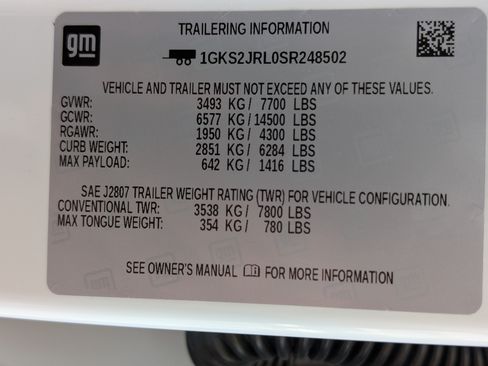 gm
TRAILERING INFORMATION
1GKS2JRL0SR248502
VEHICLE AND TRAILER MUST NOT EXCEED ANY OF THESE VALUES.
GVWR: 3493 KG / 7700 LBS
GCWR: 6577 KG / 14500 LBS
RGAWR: 1950 KG / 4300 LBS
CURB WEIGHT: 2851 KG / 6284 LBS
MAX PAYLOAD: 642 KG / 1416 LBS
SAE J2807 TRAILER WEIGHT RATING (TWR) FOR VEHICLE CONFIGURATION.
CONVENTIONAL TWR: 3538 KG / 7800 LBS
MAX TONGUE WEIGHT: 354 KG / 780 LBS
SEE OWNER'S MANUAL FOR MORE INFORMATION